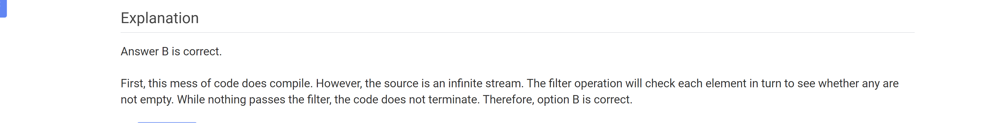 Explanation
Answer B is correct.
First, this mess of code does compile. However, the source is an infinite stream. The filter operation will check each element in turn to see whether any are
not empty. While nothing passes the filter, the code does not terminate. Therefore, option B is correct.